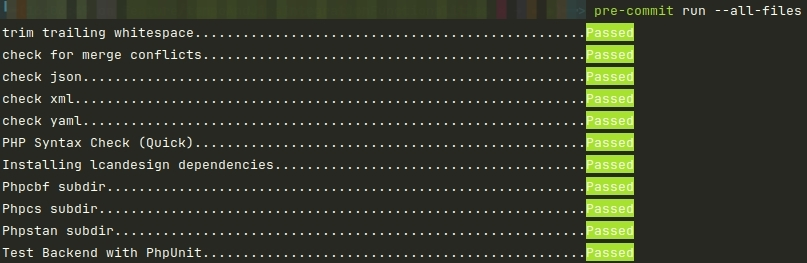 pre-commit run --all-files
trim trailing whitespace.................................................Passed
check for merge conflicts................................................Passed
check json...............................................................Passed
check xml................................................................Passed
check yaml...............................................................Passed
PHP Syntax Check (Quick).................................................Passed
Installing lcandesign dependencies.......................................Passed
Phpcbf subdir............................................................Passed
Phpcs subdir.............................................................Passed
Phpstan subdir...........................................................Passed
Test Backend with PhpUnit................................................Passed